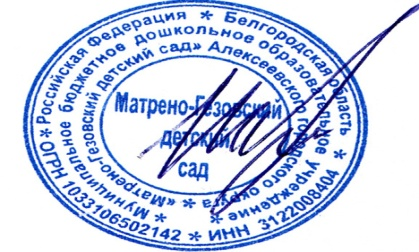 * Российская Федерация * Белгородская область * ИНН 3122008404 * ОГРН 1033106502142
* Муниципальное бюджетное дошкольное образовательное учреждение
* «Матрено-Гезовский детский сад» Алексеевского городского округа
Матрено-Гезовский
детский
сад